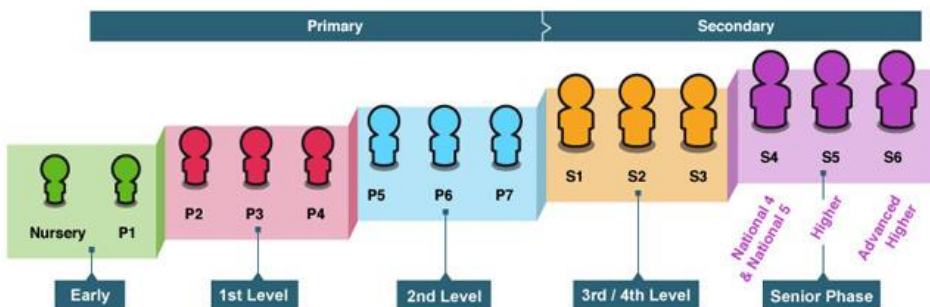 Primary
Secondary
Nursery
P1
P2
P3
P4
P5
P6
P7
S1
S2
S3
S4
S5
S6
National 4
& National 5
Higher
Advanced
Higher
Early
1st Level
2nd Level
3rd / 4th Level
Senior Phase